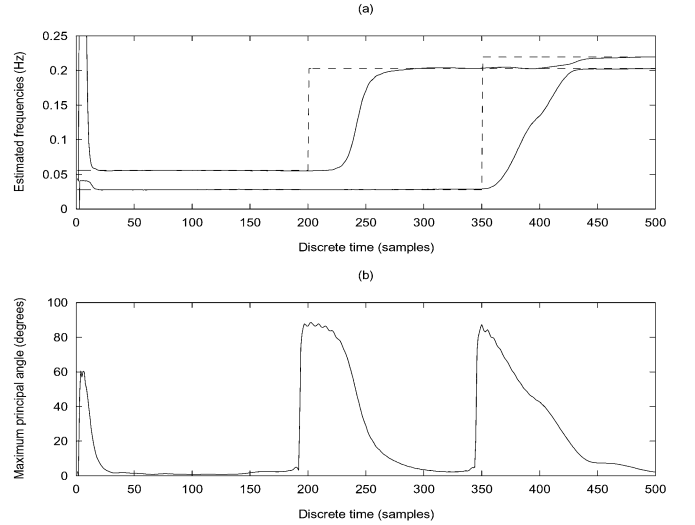 (a)
Estimated frequencies (Hz)
0.25
0.2
0.15
0.1
0.05
0
0 50 100 150 200 250 300 350 400 450 500
Discrete time (samples)
(b)
Maximum principal angle (degrees)
100
80
60
40
20
0
0 50 100 150 200 250 300 350 400 450 500
Discrete time (samples)